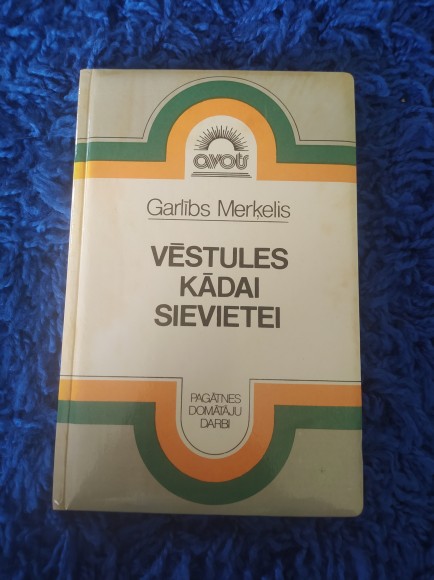 avots
Garlībs Merķelis
VĒSTULES
KĀDAI
SIEVIETEI
PAGĀTNES
DOMĀTĀJU
DARBI